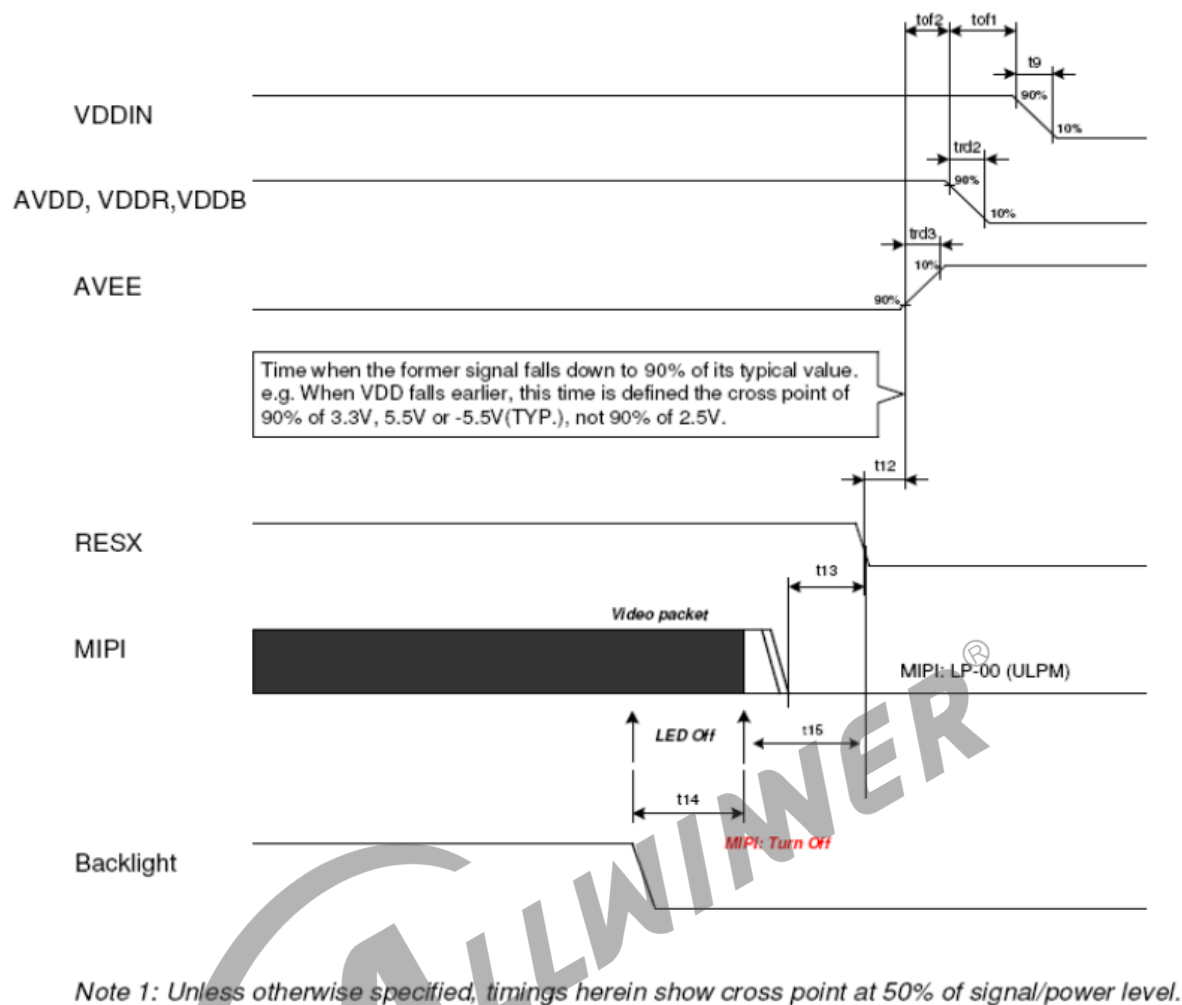 tof2 tof1
t9
VDDIN
90%
10%
trd2
AVDD, VDDR,VDDB
90%
10%
trd3
AVEE
10%
90%
Time when the former signal falls down to 90% of its typical value.
e.g. When VDD falls earlier, this time is defined the cross point of
90% of 3.3V, 5.5V or -5.5V(TYP.), not 90% of 2.5V.
t12
RESX
t13
Video packet
MIPI
MIPI: LP-00 (ULPM)
LED Off
t15
t14
MIPI: Turn Off
Backlight
ALLWINNER®
Note 1: Unless otherwise specified, timings herein show cross point at 50% of signal/power level.